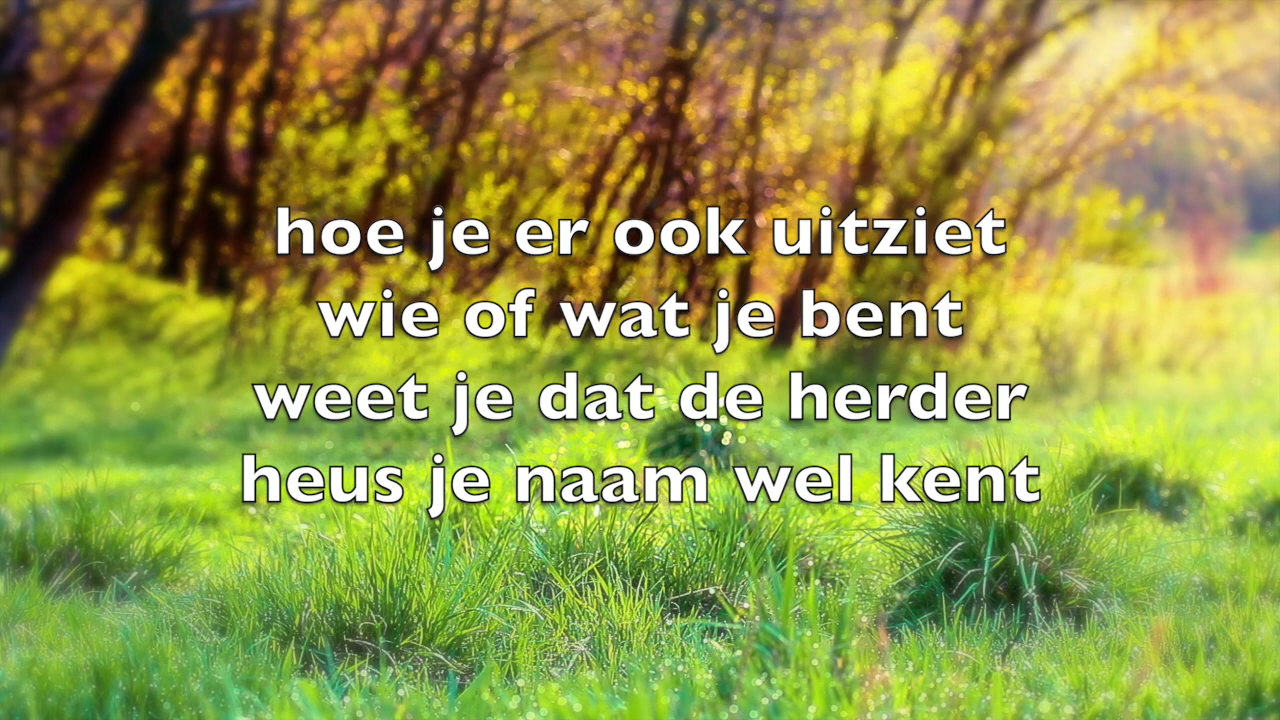 hoe je er ook uitziet
wie of wat je bent
weet je dat de herder
heus je naam wel kent